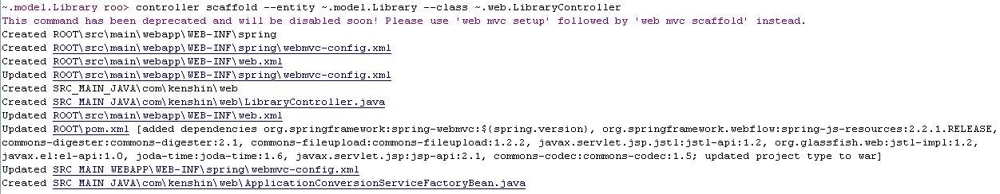 ~.model.Library roo> controller scaffold --entity ~.model.Library --class ~.web.LibraryController
This command has been deprecated and will be disabled soon! Please use 'web mvc setup' followed by 'web mvc scaffold' instead.
Created ROOT\src\main\webapp\WEB-INF\spring
Created ROOT\src\main\webapp\WEB-INF\spring\webmvc-config.xml
Created ROOT\src\main\webapp\WEB-INF\web.xml
Updated ROOT\src\main\webapp\WEB-INF\spring\webmvc-config.xml
Created SRC_MAIN_JAVA\com\kenshin\web
Created SRC_MAIN_JAVA\com\kenshin\web\LibraryController.java
Updated ROOT\src\main\webapp\WEB-INF\web.xml
Updated ROOT\pom.xml [added dependencies org.springframework:spring-webmvc:${spring.version}, org.springframework.webflow:spring-js-resources:2.2.1.RELEASE,
commons-digester:commons-digester:2.1, commons-fileupload:commons-fileupload:1.2.2, javax.servlet.jsp.jstl:jstl-api:1.2, org.glassfish.web:jstl-impl:1.2,
javax.el:el-api:1.0, joda-time:joda-time:1.6, javax.servlet.jsp:jsp-api:2.1, commons-codec:commons-codec:1.5; updated project type to war]
Updated SRC_MAIN_WEBAPP\WEB-INF\spring\webmvc-config.xml
Created SRC_MAIN_JAVA\com\kenshin\web\ApplicationConversionServiceFactoryBean.java